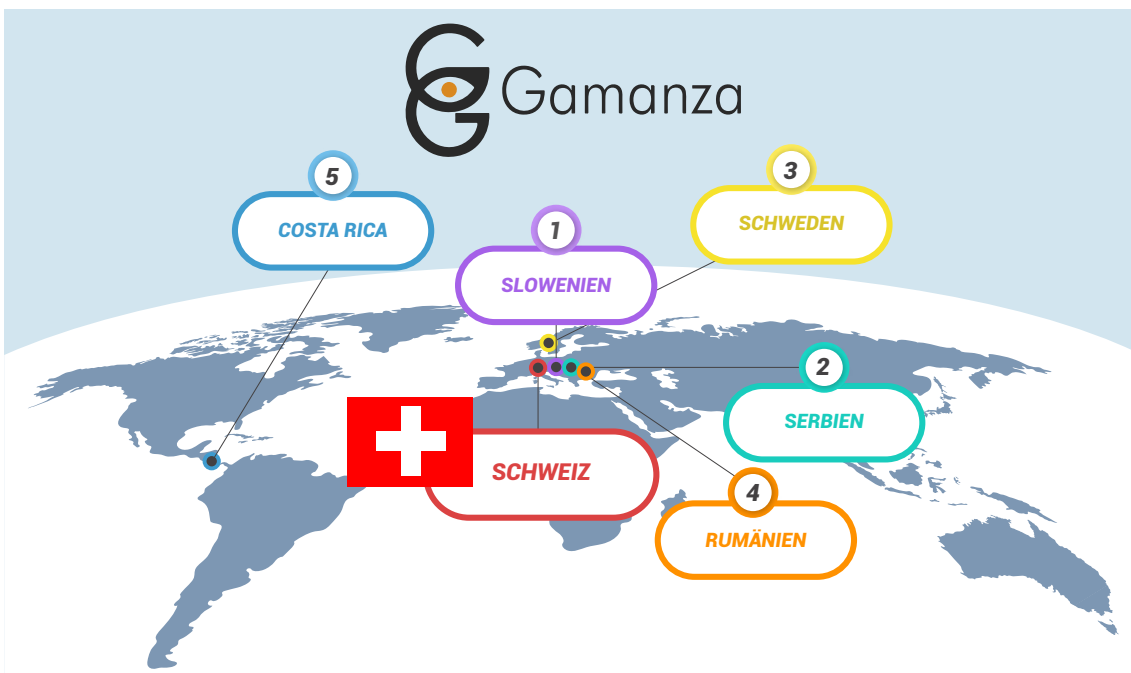 Gamanza
5
COSTA RICA
3
SCHWEDEN
1
SLOWENIEN
2
SERBIEN
SCHWEIZ
4
RUMÄNIEN